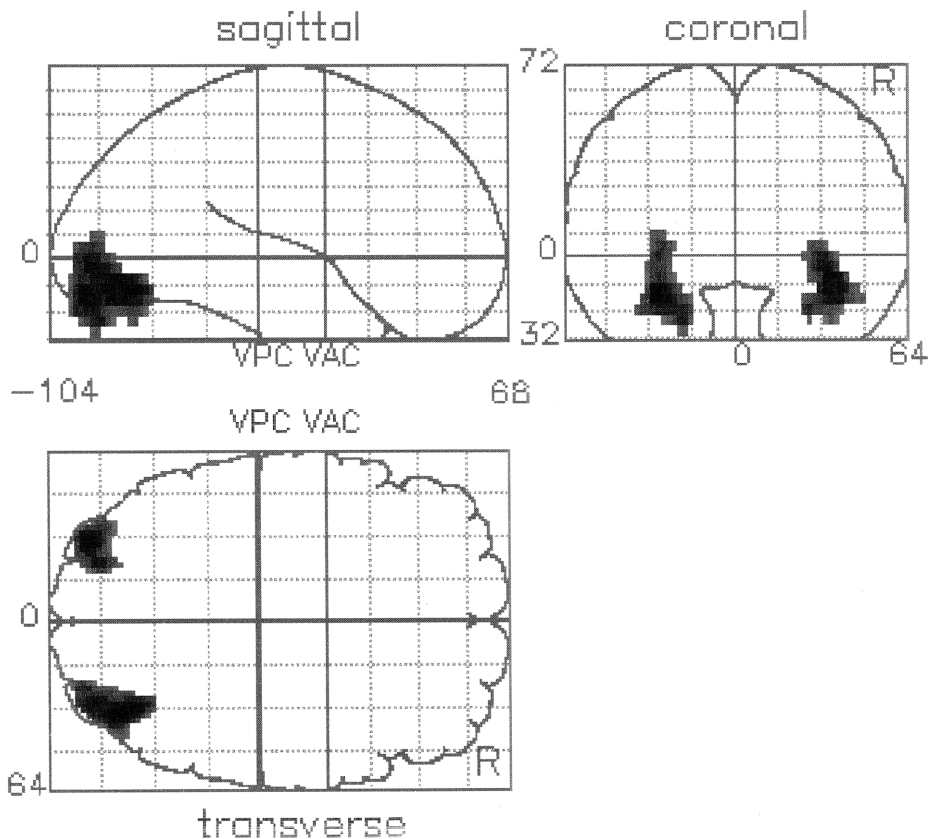 sagittal
coronal
72
R
0
0
32
VPC VAC
0
64
-104
68
VPC VAC
0
64
R
transverse